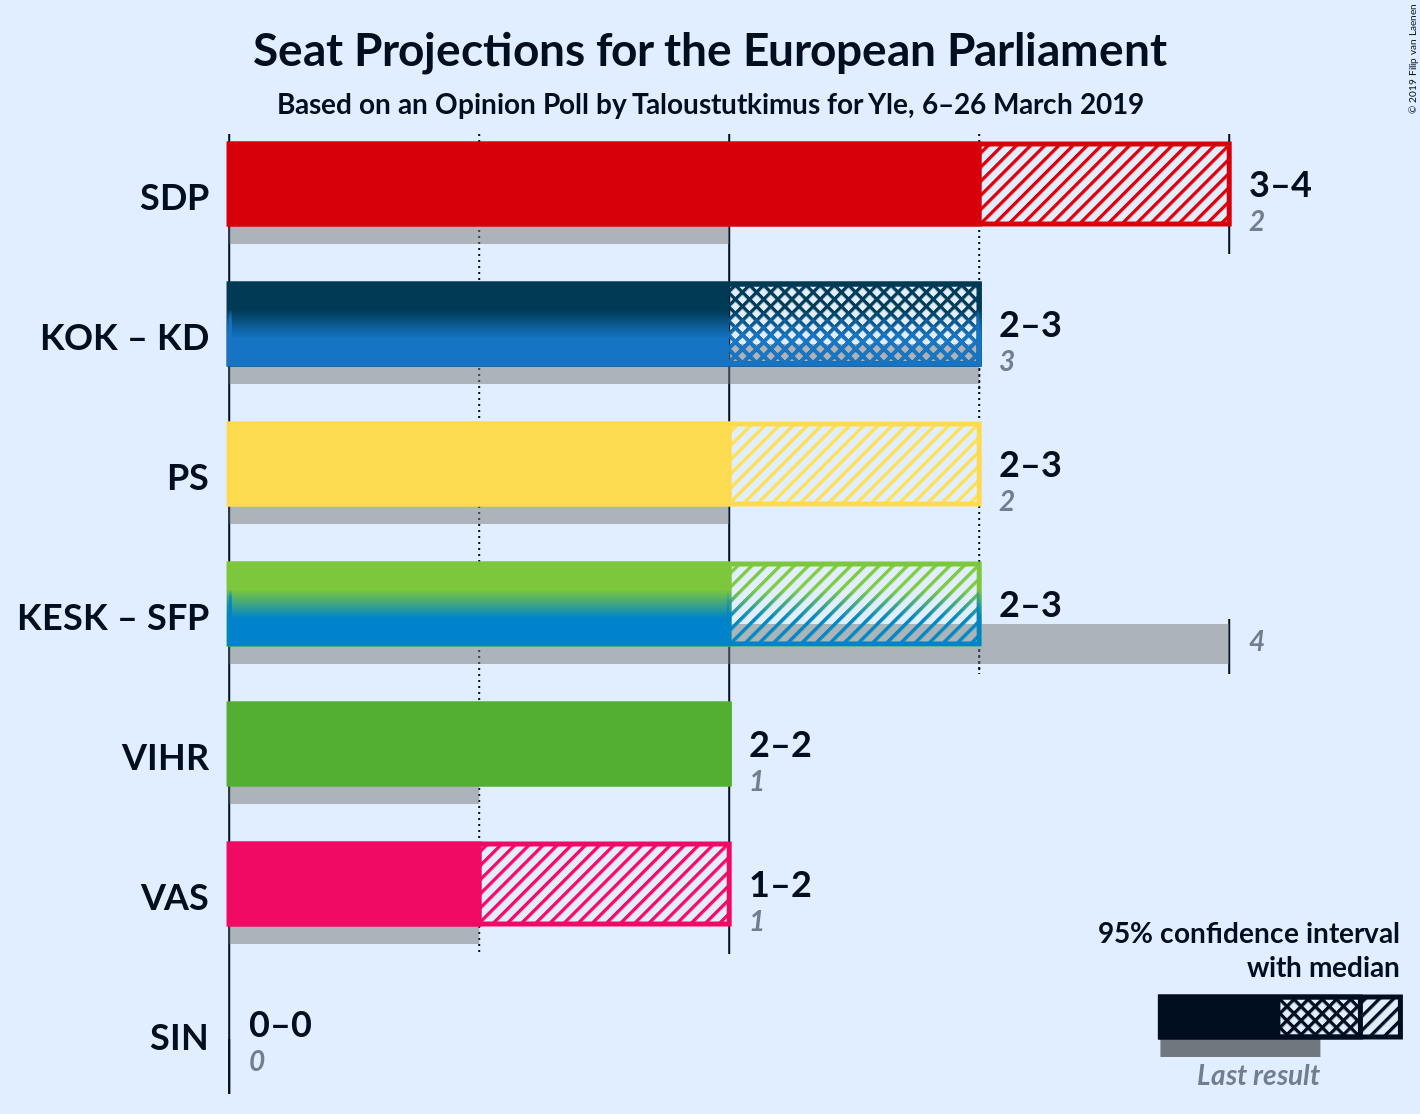 Seat Projections for the European Parliament
Based on an Opinion Poll by Taloustutkimus for Yle, 6–26 March 2019
© 2019 Filip van Laenen
SDP
3–4
2
KOK – KD
2–3
3
PS
2–3
2
KESK – SFP
2–3
4
VIHR
2–2
1
VAS
1–2
1
SIN
0–0
0
95% confidence interval
with median
Last result